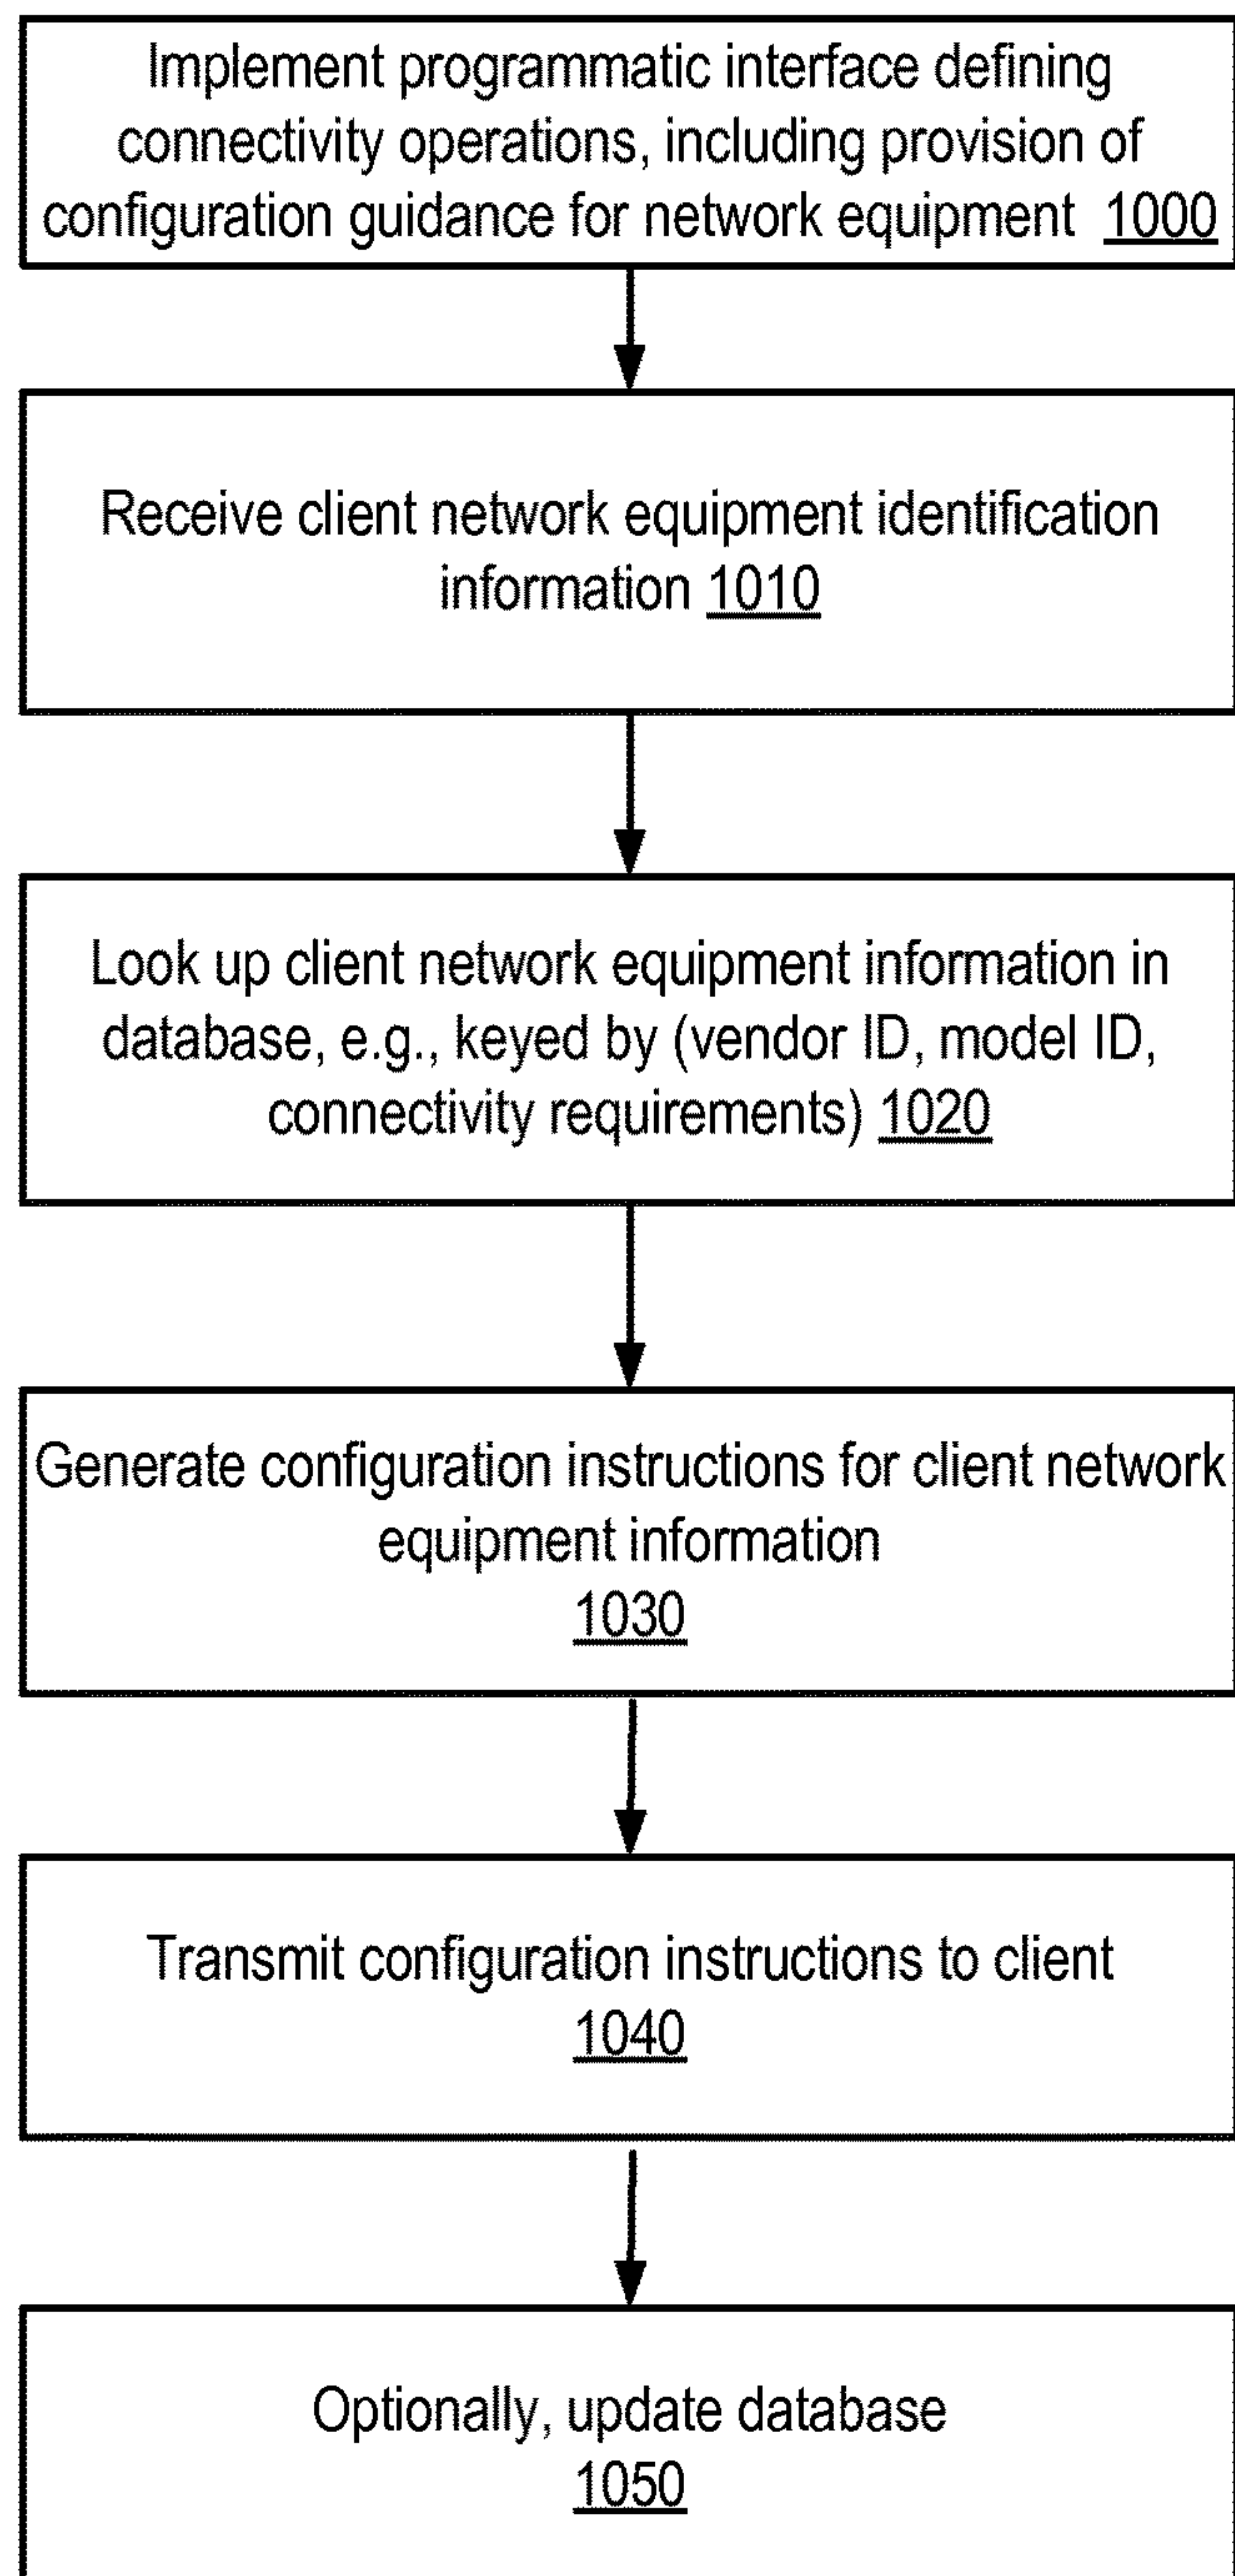 Implement programmatic interface defining
connectivity operations, including provision of
configuration guidance for network equipment 1000
Receive client network equipment identification
information 1010
Look up client network equipment information in
database, e.g., keyed by (vendor ID, model ID,
connectivity requirements) 1020
Generate configuration instructions for client network
equipment information
1030
Transmit configuration instructions to client
1040
Optionally, update database
1050